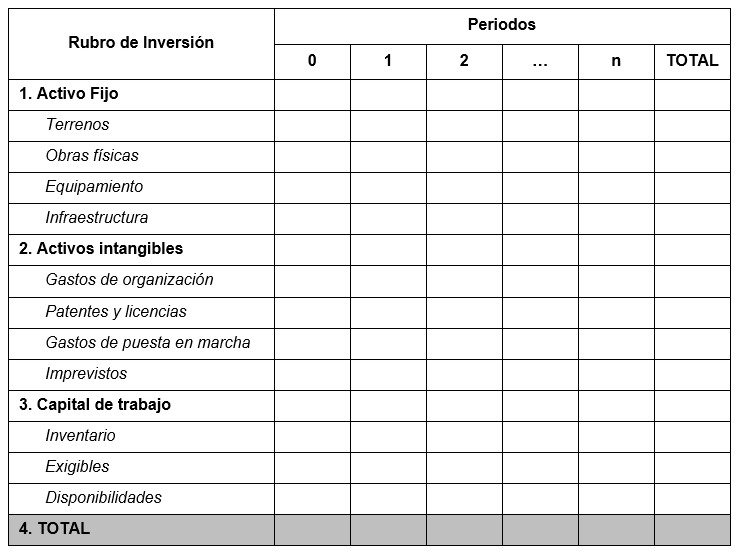 Rubro de Inversión
Periodos
0 1 2 … n TOTAL
1. Activo Fijo
Terrenos
Obras físicas
Equipamiento
Infraestructura
2. Activos intangibles
Gastos de organización
Patentes y licencias
Gastos de puesta en marcha
Imprevistos
3. Capital de trabajo
Inventario
Exigibles
Disponibilidades
4. TOTAL